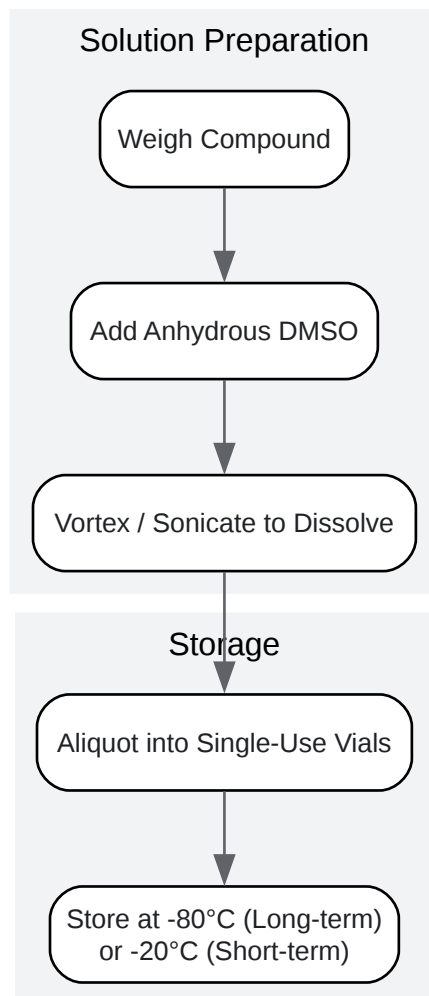 Solution Preparation
Weigh Compound
Add Anhydrous DMSO
Vortex / Sonicate to Dissolve
Storage
Aliquot into Single-Use Vials
Store at -80°C (Long-term)
or -20°C (Short-term)